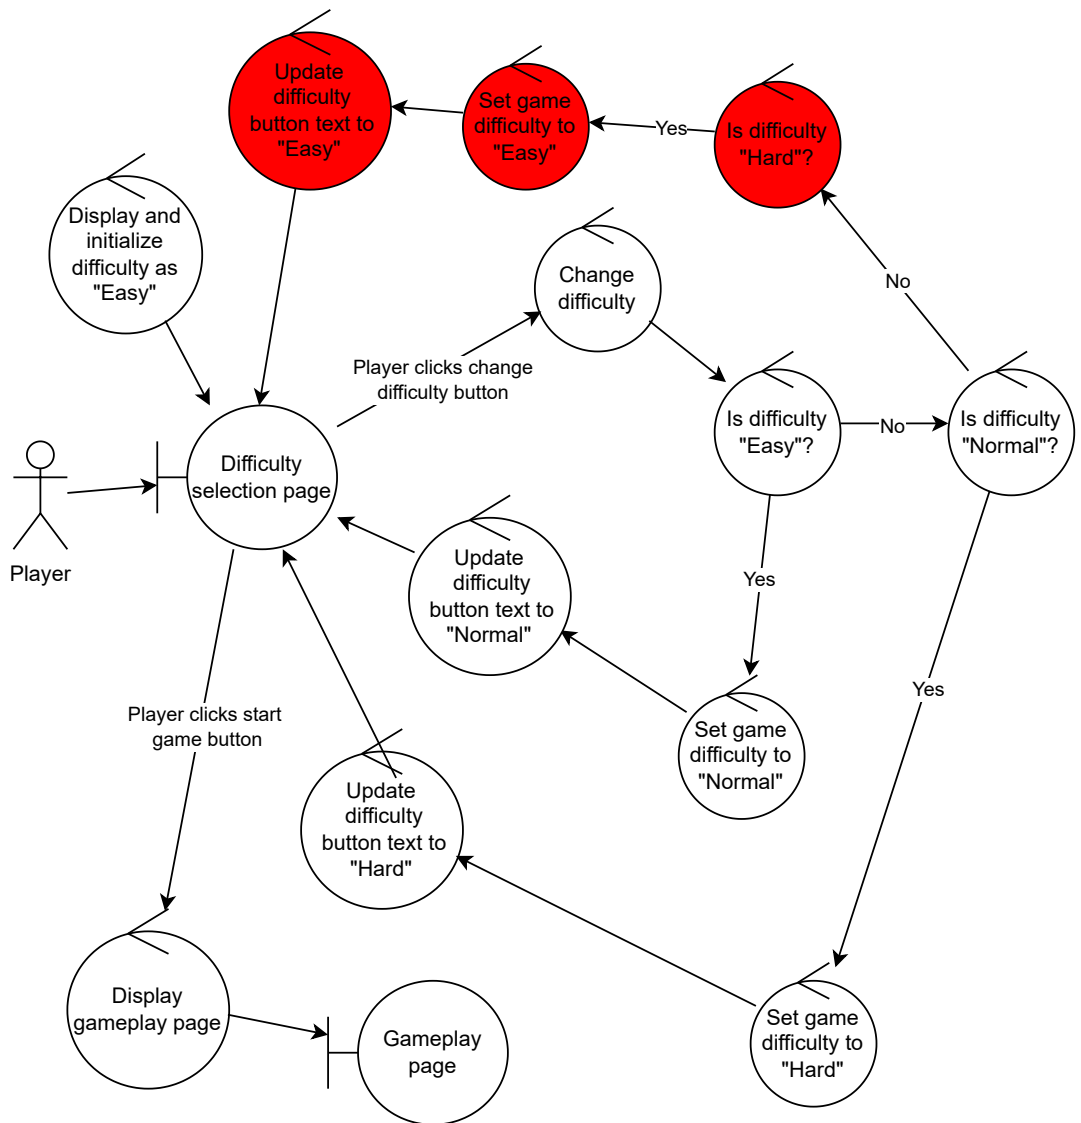 Update
difficulty
button text to
"Easy"
Set game
difficulty to
"Easy"
Yes
Is difficulty
"Hard"?
Display and
initialize
difficulty as
"Easy"
Change
difficulty
No
Player clicks change
difficulty button
Is difficulty
"Easy"?
No
Is difficulty
"Normal"?
Difficulty
selection page
Player
Update
difficulty
button text to
"Normal"
Yes
Set game
difficulty to
"Normal"
Yes
Player clicks start
game button
Update
difficulty
button text to
"Hard"
Display
gameplay page
Gameplay
page
Set game
difficulty to
"Hard"